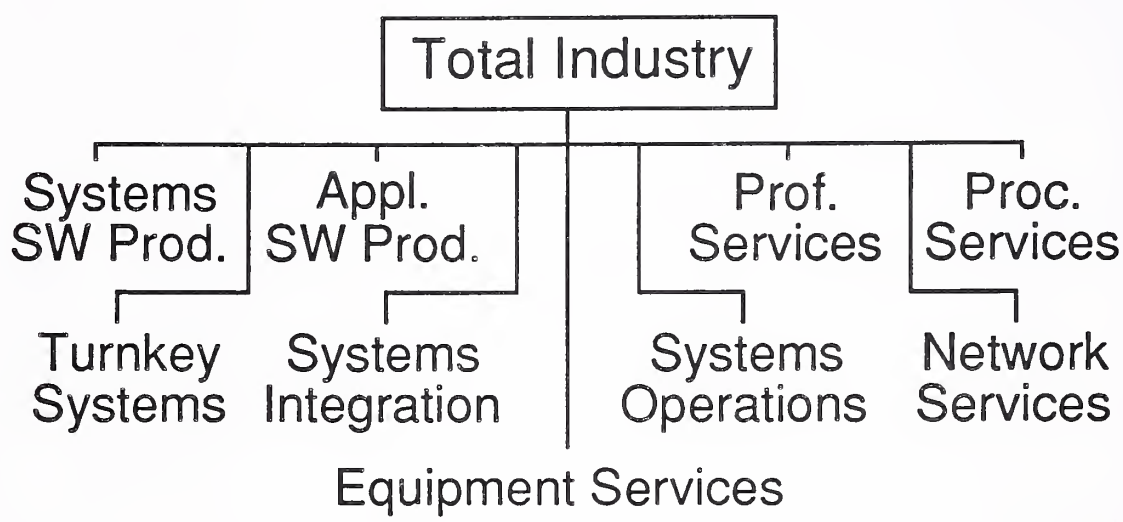 Total Industry
Systems
SW Prod.
Appl.
SW Prod.
Prof.
Services
Proc.
Services
Turnkey
Systems
Systems
Integration
Systems
Operations
Network
Services
Equipment Services